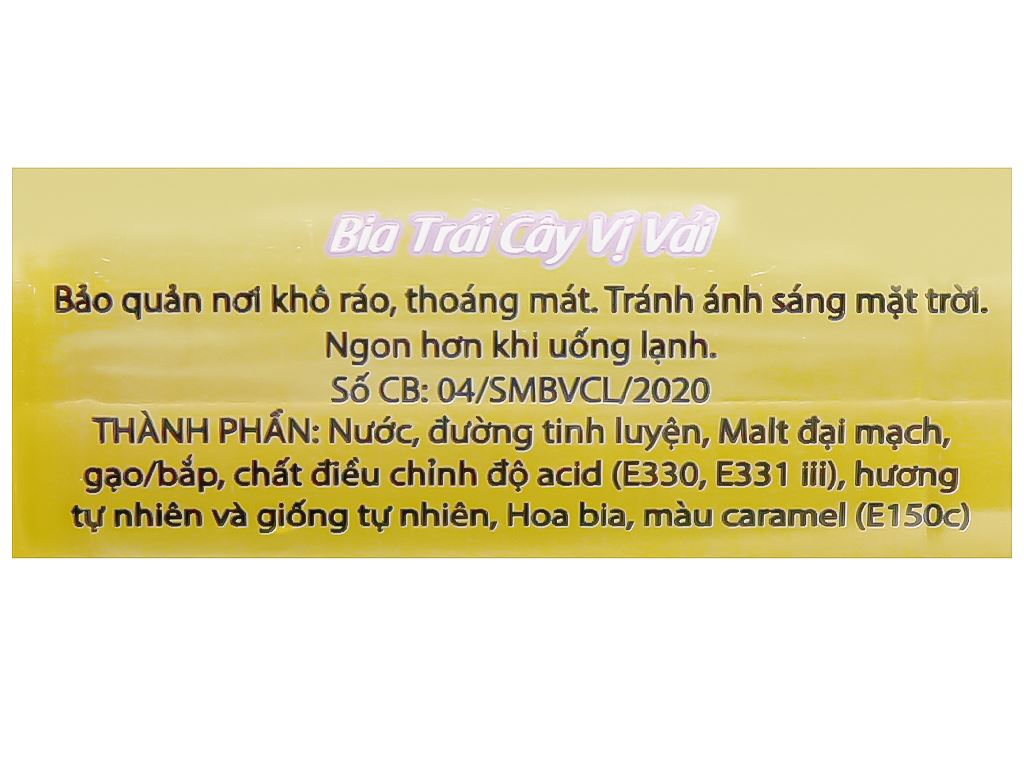 Bia Trái Cây Vị Vải
Bảo quản nơi khô ráo, thoáng mát. Tránh ánh sáng mặt trời.
Ngon hơn khi uống lạnh.
Số CB: 04/SMBVCL/2020
THÀNH PHẦN: Nước, đường tinh luyện, Malt đại mạch,
gạo/bắp, chất điều chỉnh độ acid (E330, E331 iii), hương
tự nhiên và giống tự nhiên, Hoa bia, màu caramel (E150c)